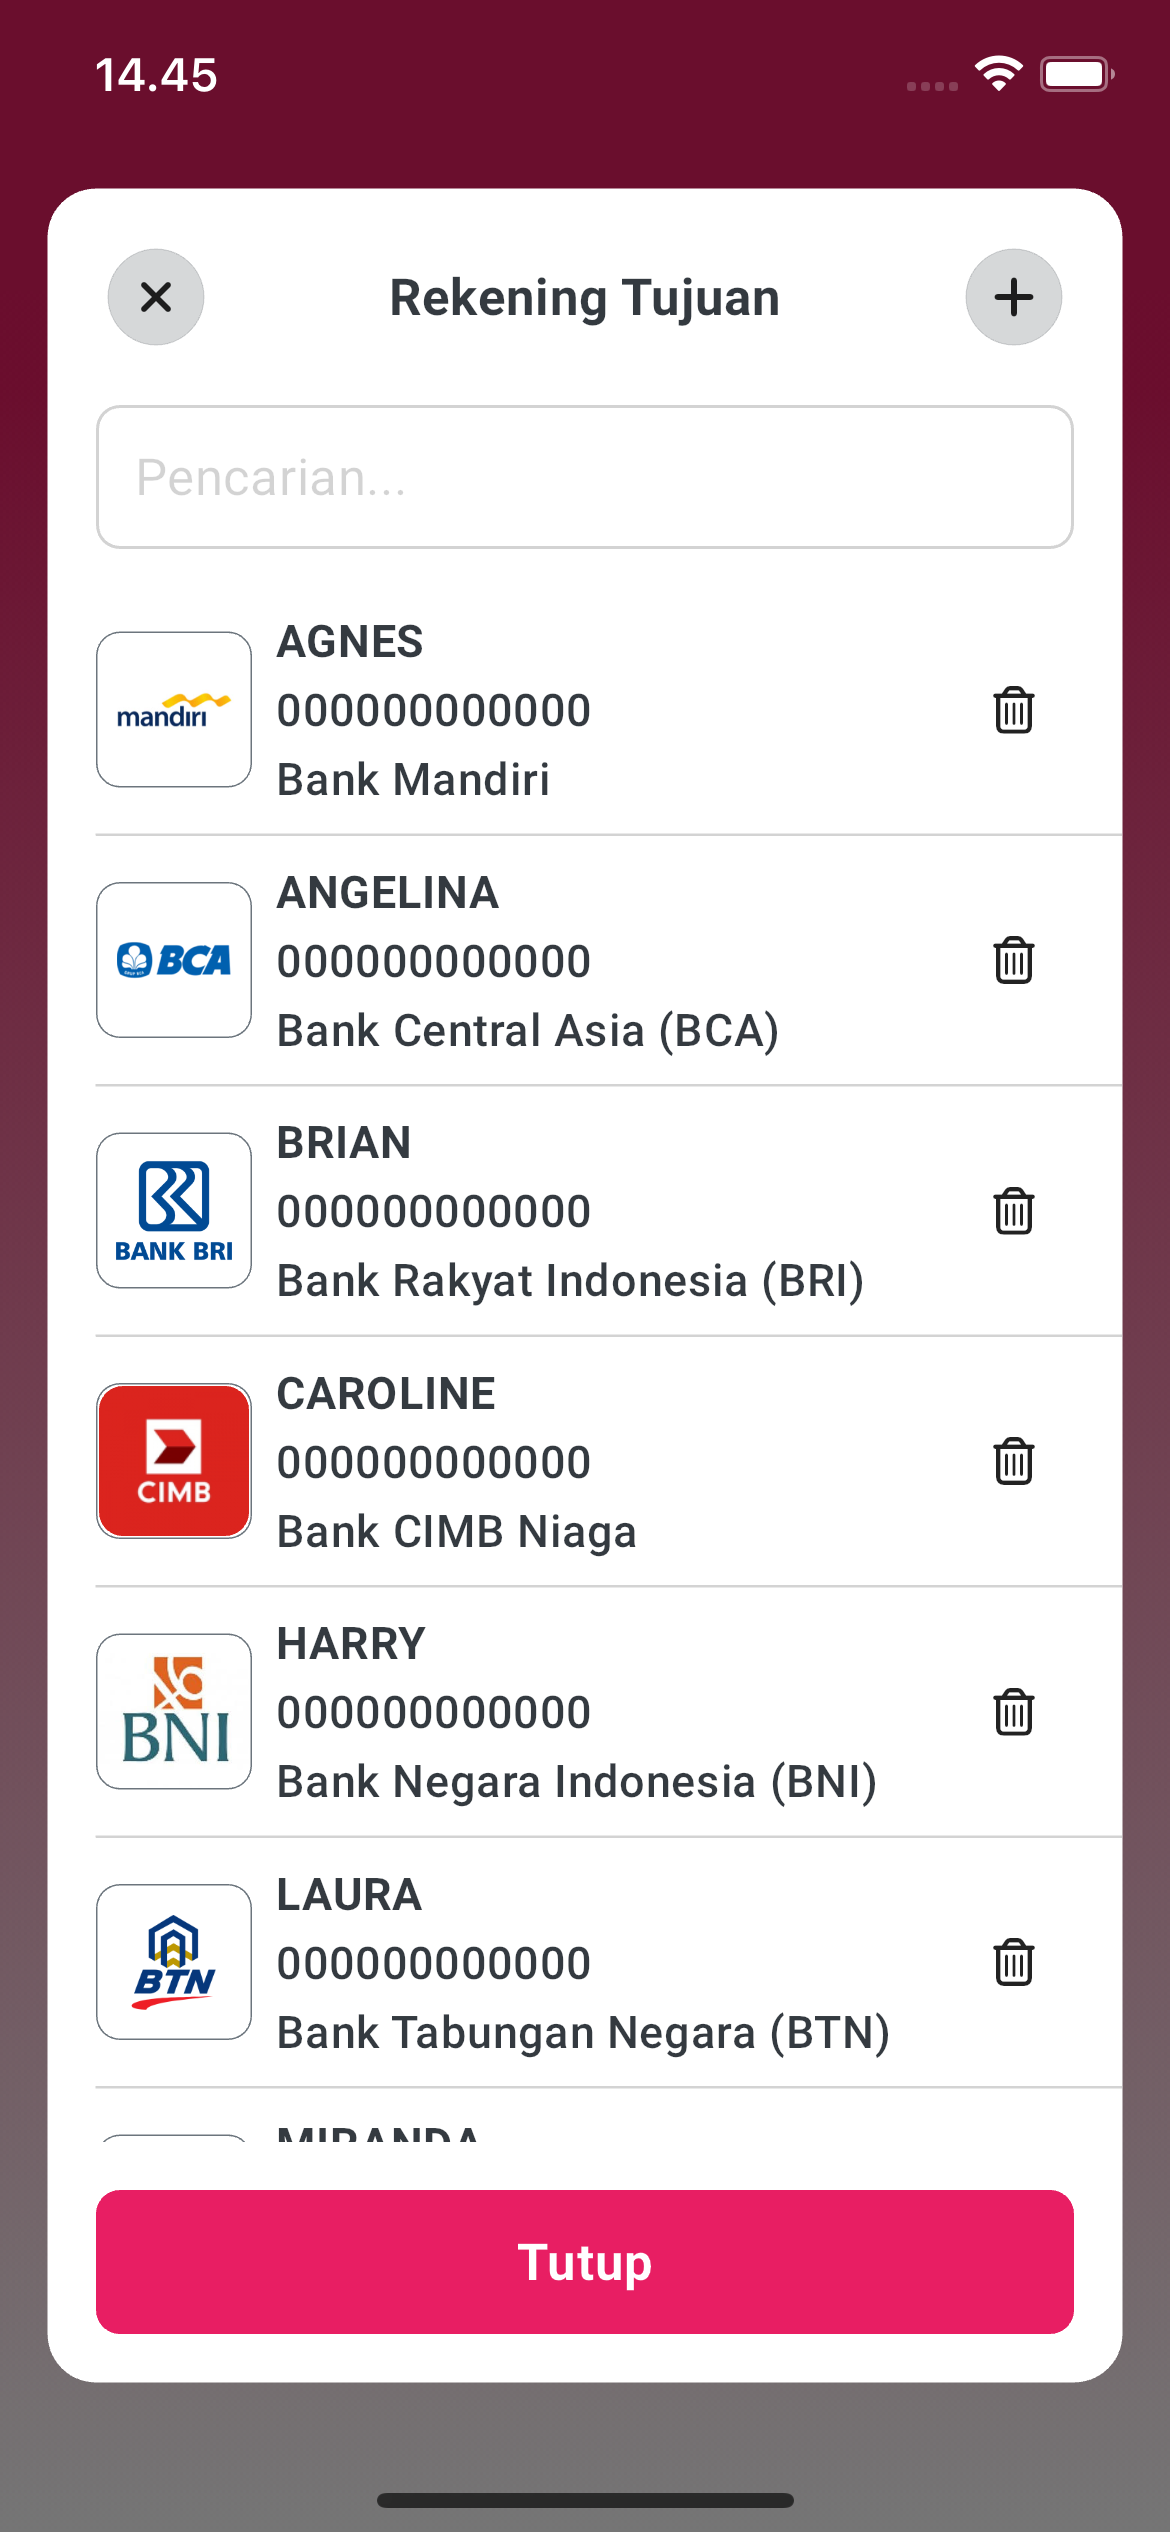 14.45
Rekening Tujuan
Pencarian...
AGNES
000000000000
mandiri
Bank Mandiri
ANGELINA
BCA
000000000000
Bank Central Asia (BCA)
BRIAN
000000000000
BANK BRI
Bank Rakyat Indonesia (BRI)
CAROLINE
000000000000
CIMB
Bank CIMB Niaga
HARRY
000000000000
BNI
Bank Negara Indonesia (BNI)
LAURA
000000000000
BTN
Bank Tabungan Negara (BTN)
MIRANDA
Tutup